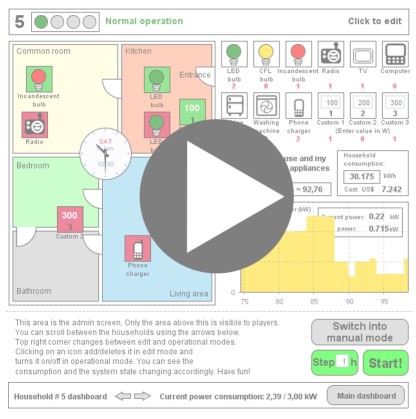 5 Normal operation Click to edit
Common room Kitchen
Entrance
Incandescent
bulb
LED
bulb
Radio
LED
100
1
SAT
10:30
Bedroom
300
3
Custom 3
Phone
charger
Bathroom
Living area
LED
bulb
CFL
bulb
Incandescent
bulb
Radio
TV
Computer
2 0 1 1 1 0
100 200 300
Washing
machine
Phone
charger
Custom 1 Custom 2 Custom 3
(Enter value in W)
2 1 0 1
use and my
appliances
= 92,76
Household
consumption:
30.175 kWh
Cost: US$ 7.242
(kW)
Current power: 0.22 kW
power: 0.715 kW
0
75 80 85 90 95
This area is the admin screen. Only the area above this is visible to players.
You can scroll between the households using the arrows below.
Top right corner changes between edit and operational modes.
Clicking on an icon add/deletes it in edit mode and
turns it on/off in operational mode. You can see the
consumption and the system state changing accordingly. Have fun!
Switch into
manual mode
Step 1 h
Start!
Household # 5 dashboard
Current power consumption: 2,39 / 3,00 kW
Main dashboard